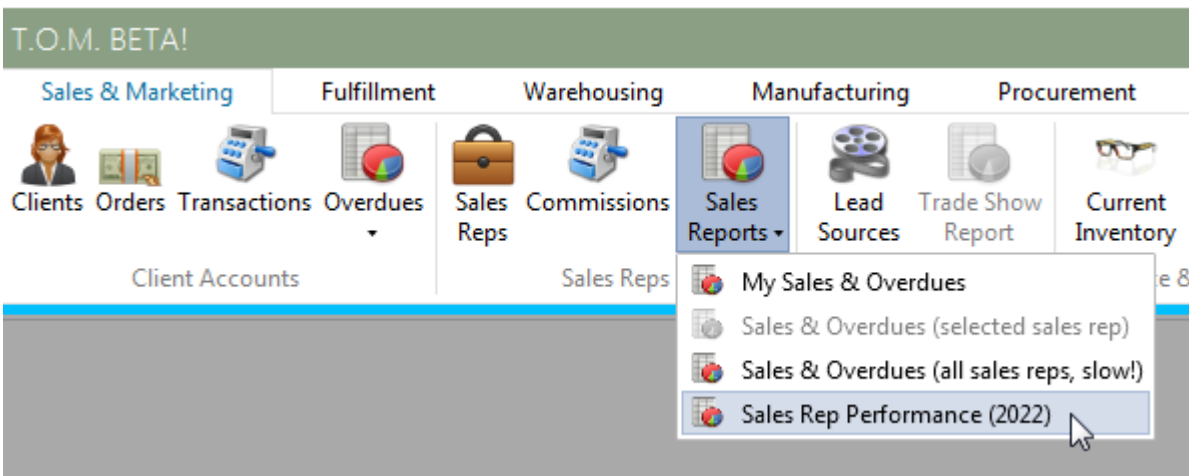 T.O.M. BETA!
Sales & Marketing Fulfillment Warehousing Manufacturing Procurement
Clients Orders Transactions Overdues Sales Commissions Sales Lead Trade Show Current
Reps Reports Sources Report Inventory
Client Accounts Sales Reps &
My Sales & Overdues
Sales & Overdues (selected sales rep)
Sales & Overdues (all sales reps, slow!)
Sales Rep Performance (2022)